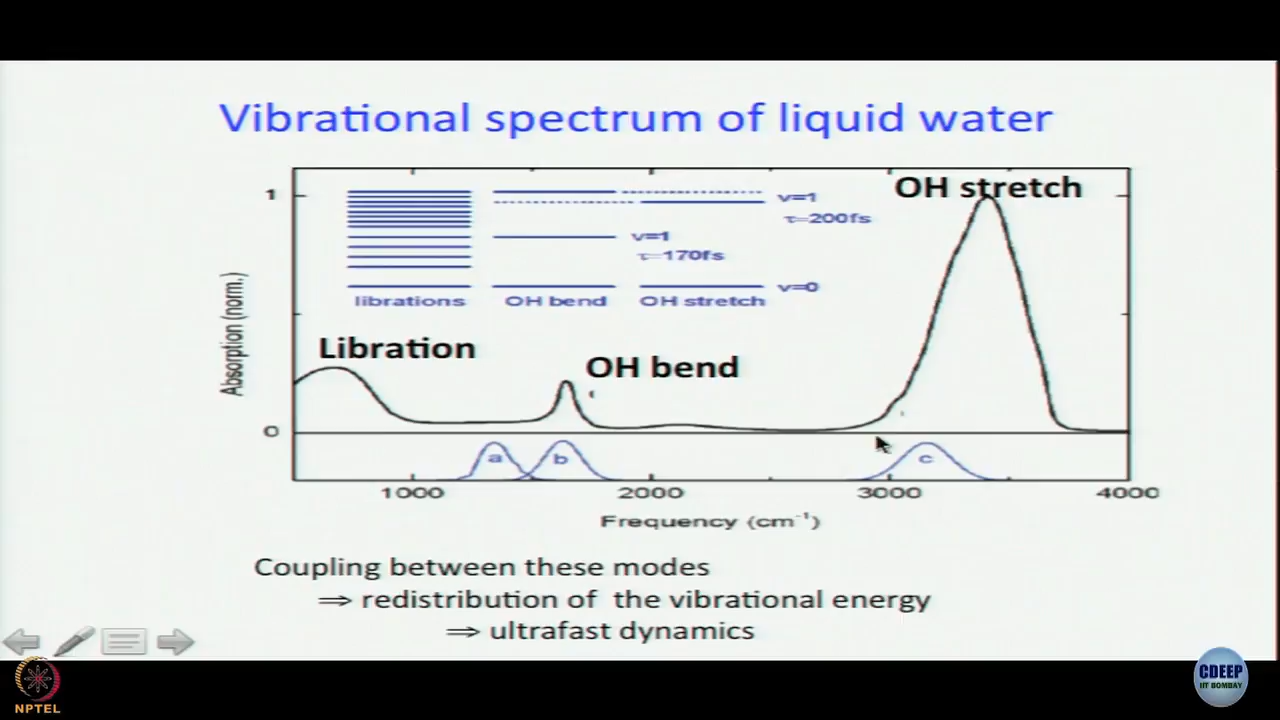 Vibrational spectrum of liquid water
1
OH stretch
v=1
τ=200fs
v=1
τ=170fs
v=0
librations
OH bend
OH stretch
Absorption (norm.)
Libration
OH bend
0
a
b
c
1000
2000
3000
4000
Frequency (cm⁻¹)
Coupling between these modes
⇒ redistribution of the vibrational energy
⇒ ultrafast dynamics
NPTEL
CDEEP
IIT BOMBAY